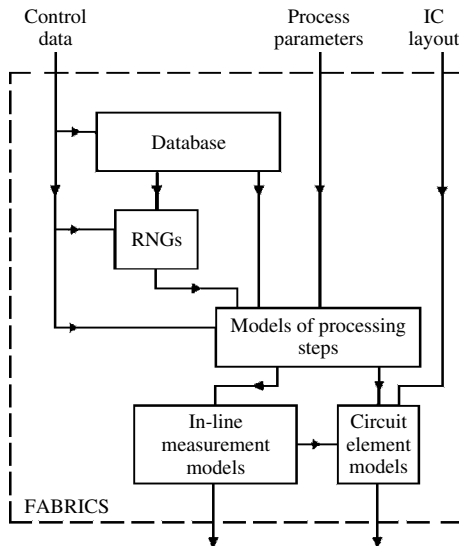 Control
data
Process
parameters
IC
layout
Database
RNGs
Models of processing
steps
In-line
measurement
models
Circuit
element
models
FABRICS